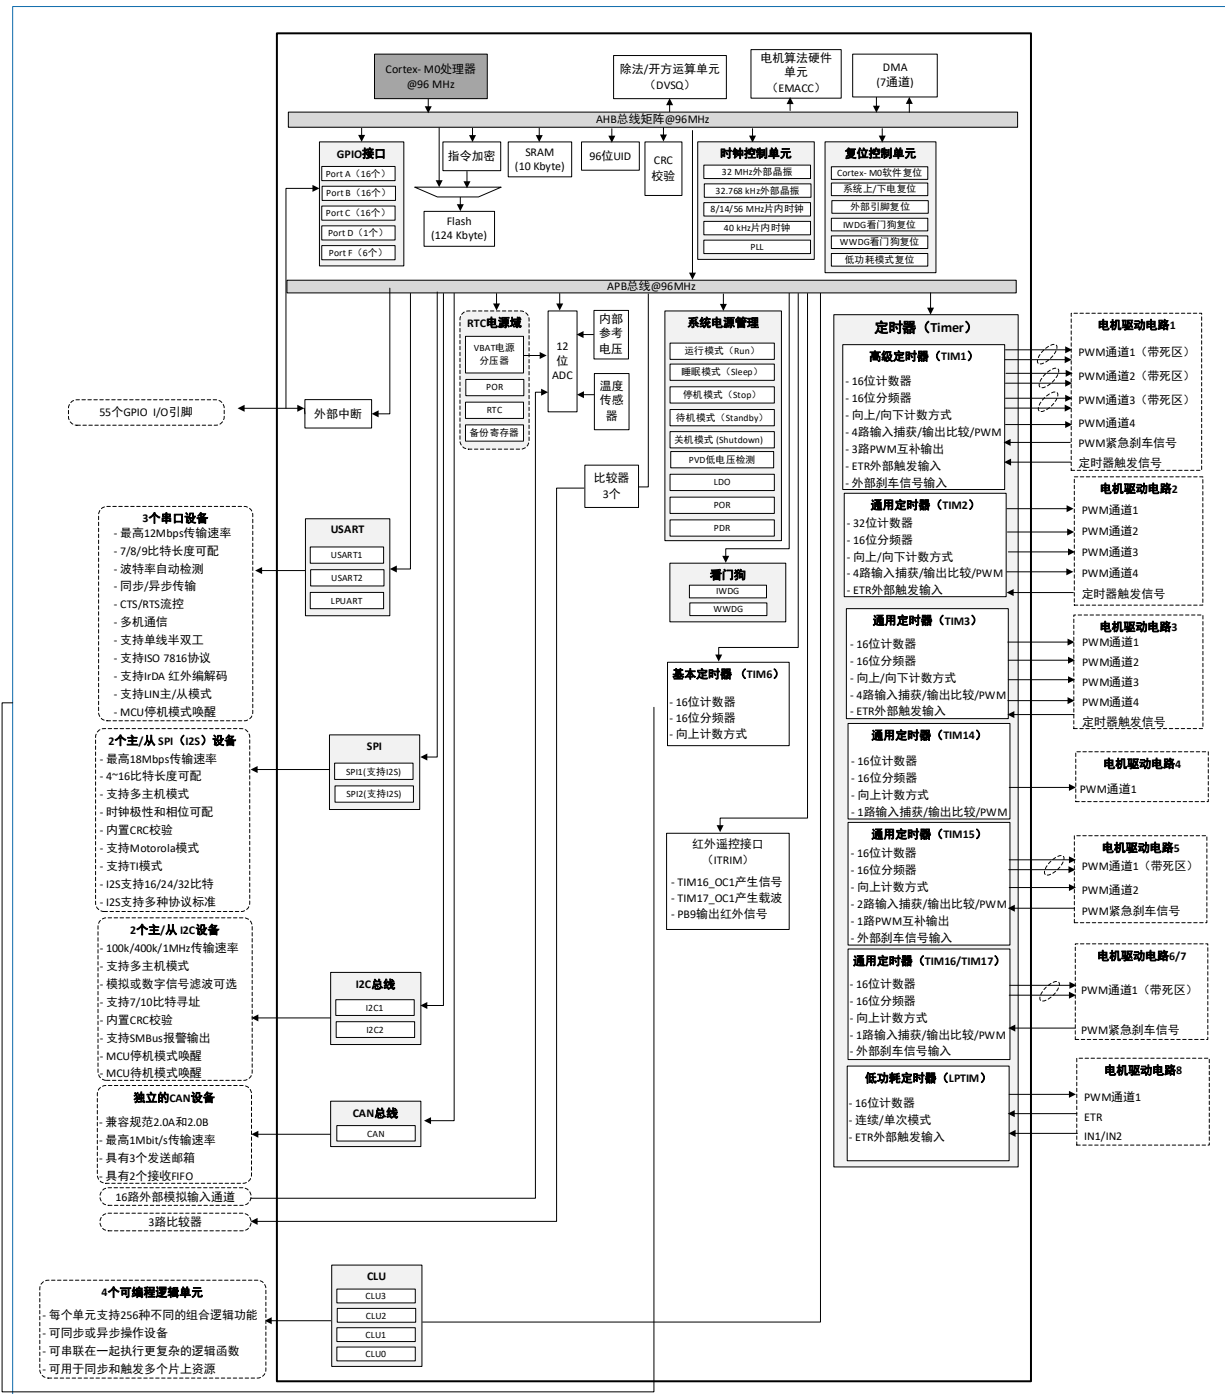 Cortex- M0处理器
@96 MHz
除法/开方运算单元
（DVSQ）
电机算法硬件
单元
（EMACC）
DMA
(7通道)
AHB总线矩阵@96MHz
GPIO接口
Port A（16个）
Port B（16个）
Port C（16个）
Port D（1个）
Port F（6个）
指令加密
Flash
(124 Kbyte)
SRAM
(10 Kbyte)
96位UID
CRC
校验
时钟控制单元
32 MHz外部晶振
32.768 kHz外部晶振
8/14/56 MHz片内时钟
40 kHz片内时钟
PLL
复位控制单元
Cortex- M0软件复位
系统上/下电复位
外部引脚复位
IWDG看门狗复位
WWDG看门狗复位
低功耗模式复位
APB总线@96MHz
55个GPIO I/O引脚
外部中断
RTC电源域
VBAT电源
分压器
POR
RTC
备份寄存器
12
位
ADC
内部
参考
电压
温度
传感
器
比较器
3个
系统电源管理
运行模式（Run）
睡眠模式（Sleep）
停机模式（Stop）
待机模式（Standby）
关机模式 (Shutdown)
PVD低电压检测
LDO
POR
PDR
看门狗
IWDG
WWDG
基本定时器 （TIM6）
- 16位计数器
- 16位分频器
- 向上计数方式
红外遥控接口
（ITRIM）
- TIM16_OC1产生信号
- TIM17_OC1产生载波
- PB9输出红外信号
3个串口设备
- 最高12Mbps传输速率
- 7/8/9比特长度可配
- 波特率自动检测
- 同步/异步传输
- CTS/RTS流控
- 多机通信
- 支持单线半双工
- 支持ISO 7816协议
- 支持IrDA 红外编解码
- 支持LIN主/从模式
- MCU停机模式唤醒
USART
USART1
USART2
LPUART
2个主/从 SPI（I2S）设备
- 最高18Mbps传输速率
- 4~16比特长度可配
- 支持多主机模式
- 时钟极性和相位可配
- 内置CRC校验
- 支持Motorola模式
- 支持TI模式
- I2S支持16/24/32比特
- I2S支持多种协议标准
SPI
SPI1(支持I2S)
SPI2(支持I2S)
2个主/从 I2C设备
- 100k/400k/1MHz传输速率
- 支持多主机模式
- 模拟或数字信号滤波可选
- 支持7/10比特寻址
- 内置CRC校验
- 支持SMBus报警输出
- MCU停机模式唤醒
- MCU待机模式唤醒
I2C总线
I2C1
I2C2
独立的CAN设备
- 兼容规范2.0A和2.0B
- 最高1Mbit/s传输速率
- 具有3个发送邮箱
- 具有2个接收FIFO
CAN总线
CAN
16路外部模拟输入通道
3路比较器
4个可编程逻辑单元
- 每个单元支持256种不同的组合逻辑功能
- 可同步或异步操作设备
- 可串联在一起执行更复杂的逻辑函数
- 可用于同步和触发多个片上资源
CLU
CLU3
CLU2
CLU1
CLU0
定时器（Timer）
高级定时器（TIM1）
- 16位计数器
- 16位分频器
- 向上/向下计数方式
- 4路输入捕获/输出比较/PWM
- 3路PWM互补输出
- ETR外部触发输入
- 外部刹车信号输入
通用定时器（TIM2）
- 32位计数器
- 16位分频器
- 向上/向下计数方式
- 4路输入捕获/输出比较/PWM
- ETR外部触发输入
通用定时器（TIM3）
- 16位计数器
- 16位分频器
- 向上/向下计数方式
- 4路输入捕获/输出比较/PWM
- ETR外部触发输入
通用定时器（TIM14）
- 16位计数器
- 16位分频器
- 向上计数方式
- 1路输入捕获/输出比较/PWM
通用定时器（TIM15）
- 16位计数器
- 16位分频器
- 向上计数方式
- 2路输入捕获/输出比较/PWM
- 1路PWM互补输出
- 外部刹车信号输入
通用定时器（TIM16/TIM17）
- 16位计数器
- 16位分频器
- 向上计数方式
- 1路输入捕获/输出比较/PWM
- 外部刹车信号输入
低功耗定时器（LPTIM）
- 16位计数器
- 连续/单次模式
- ETR外部触发输入
电机驱动电路1
PWM通道1（带死区）
PWM通道2（带死区）
PWM通道3（带死区）
PWM通道4
PWM紧急刹车信号
定时器触发信号
电机驱动电路2
PWM通道1
PWM通道2
PWM通道3
PWM通道4
定时器触发信号
电机驱动电路3
PWM通道1
PWM通道2
PWM通道3
PWM通道4
定时器触发信号
电机驱动电路4
PWM通道1
电机驱动电路5
PWM通道1（带死区）
PWM通道2
PWM紧急刹车信号
电机驱动电路6/7
PWM通道1（带死区）
PWM紧急刹车信号
电机驱动电路8
PWM通道1
ETR
IN1/IN2